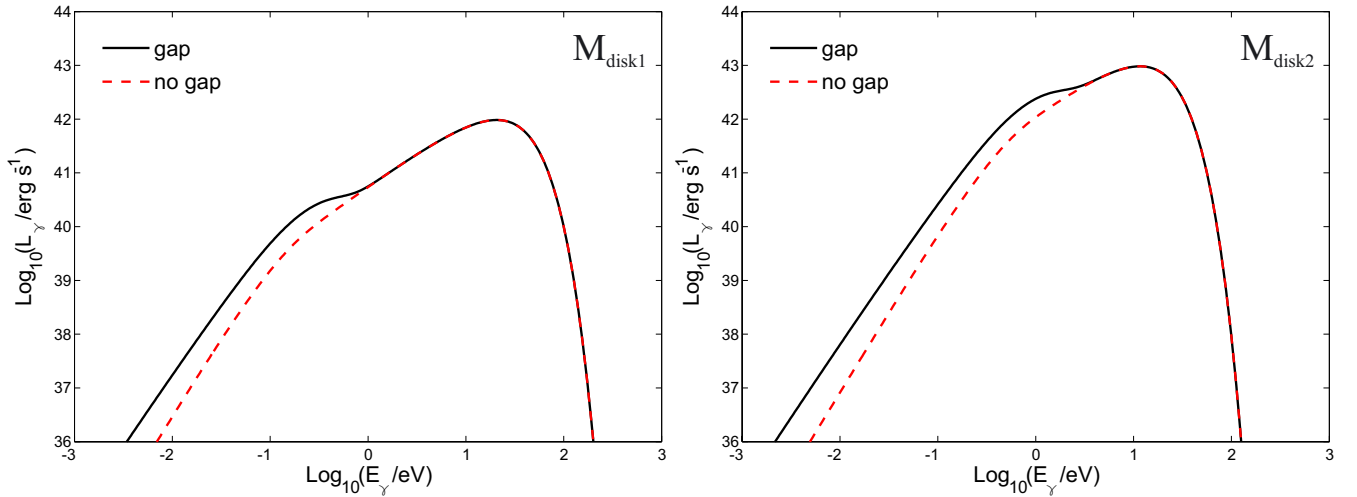 gap
no gap
M_disk1
Log10(Lγ/erg s̄1)
44
43
42
41
40
39
38
37
36
-3 -2 -1 0 1 2 3
Log10(Eγ/eV)
gap
no gap
M_disk2
Log10(Lγ/erg s̄1)
44
43
42
41
40
39
38
37
36
-3 -2 -1 0 1 2 3
Log10(Eγ/eV)